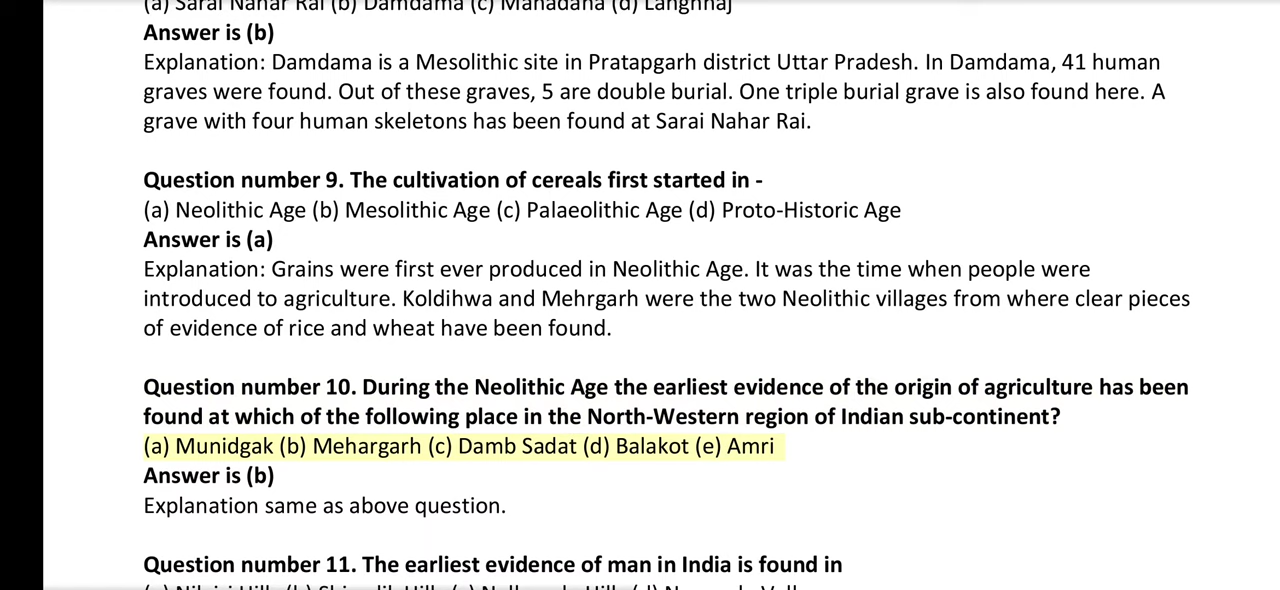 (a) Sarai Nahar Rai (b) Damdama (c) Mahadaha (d) Langhnaj
Answer is (b)
Explanation: Damdama is a Mesolithic site in Pratapgarh district Uttar Pradesh. In Damdama, 41 human
graves were found. Out of these graves, 5 are double burial. One triple burial grave is also found here. A
grave with four human skeletons has been found at Sarai Nahar Rai.
Question number 9. The cultivation of cereals first started in -
(a) Neolithic Age (b) Mesolithic Age (c) Palaeolithic Age (d) Proto-Historic Age
Answer is (a)
Explanation: Grains were first ever produced in Neolithic Age. It was the time when people were
introduced to agriculture. Koldihwa and Mehrgarh were the two Neolithic villages from where clear pieces
of evidence of rice and wheat have been found.
Question number 10. During the Neolithic Age the earliest evidence of the origin of agriculture has been
found at which of the following place in the North-Western region of Indian sub-continent?
(a) Munidgak (b) Mehargarh (c) Damb Sadat (d) Balakot (e) Amri
Answer is (b)
Explanation same as above question.
Question number 11. The earliest evidence of man in India is found in